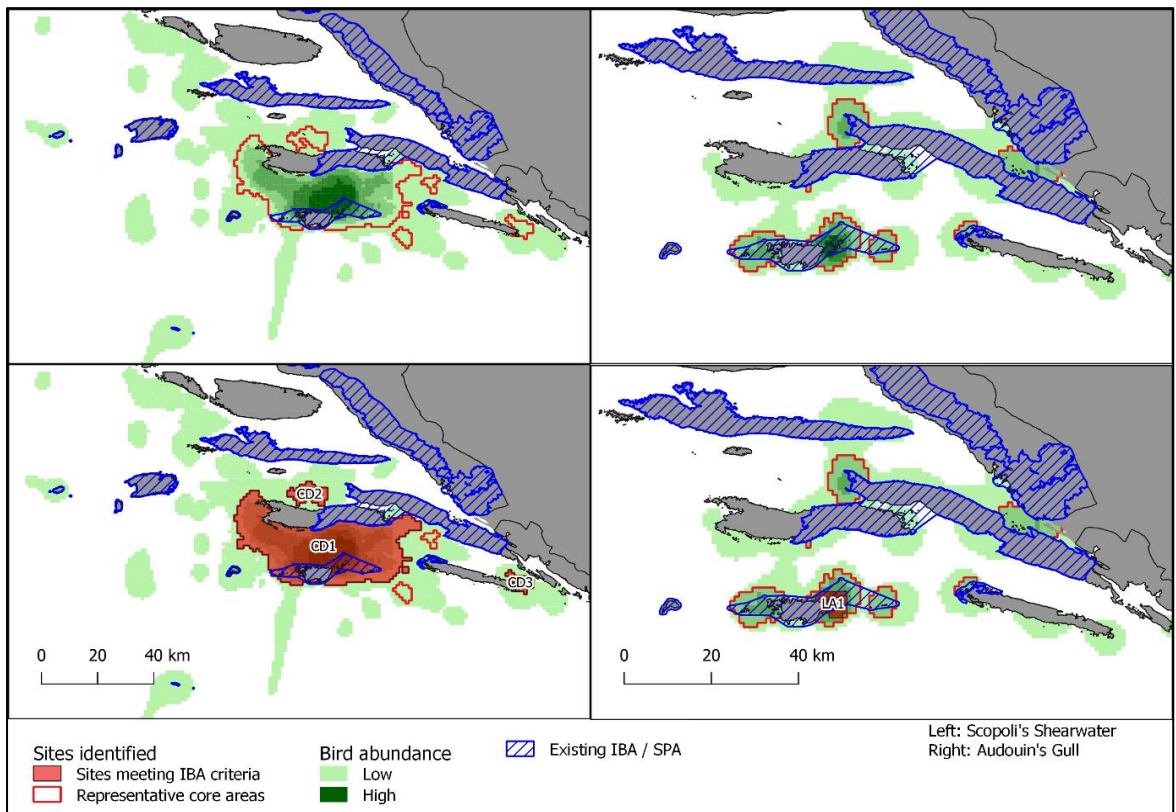 CD2
CD1
CD3
LA1
0 20 40 km
0 20 40 km
Sites identified
Sites meeting IBA criteria
Representative core areas
Bird abundance
Low
High
Existing IBA / SPA
Left: Scopoli's Shearwater
Right: Audouin's Gull